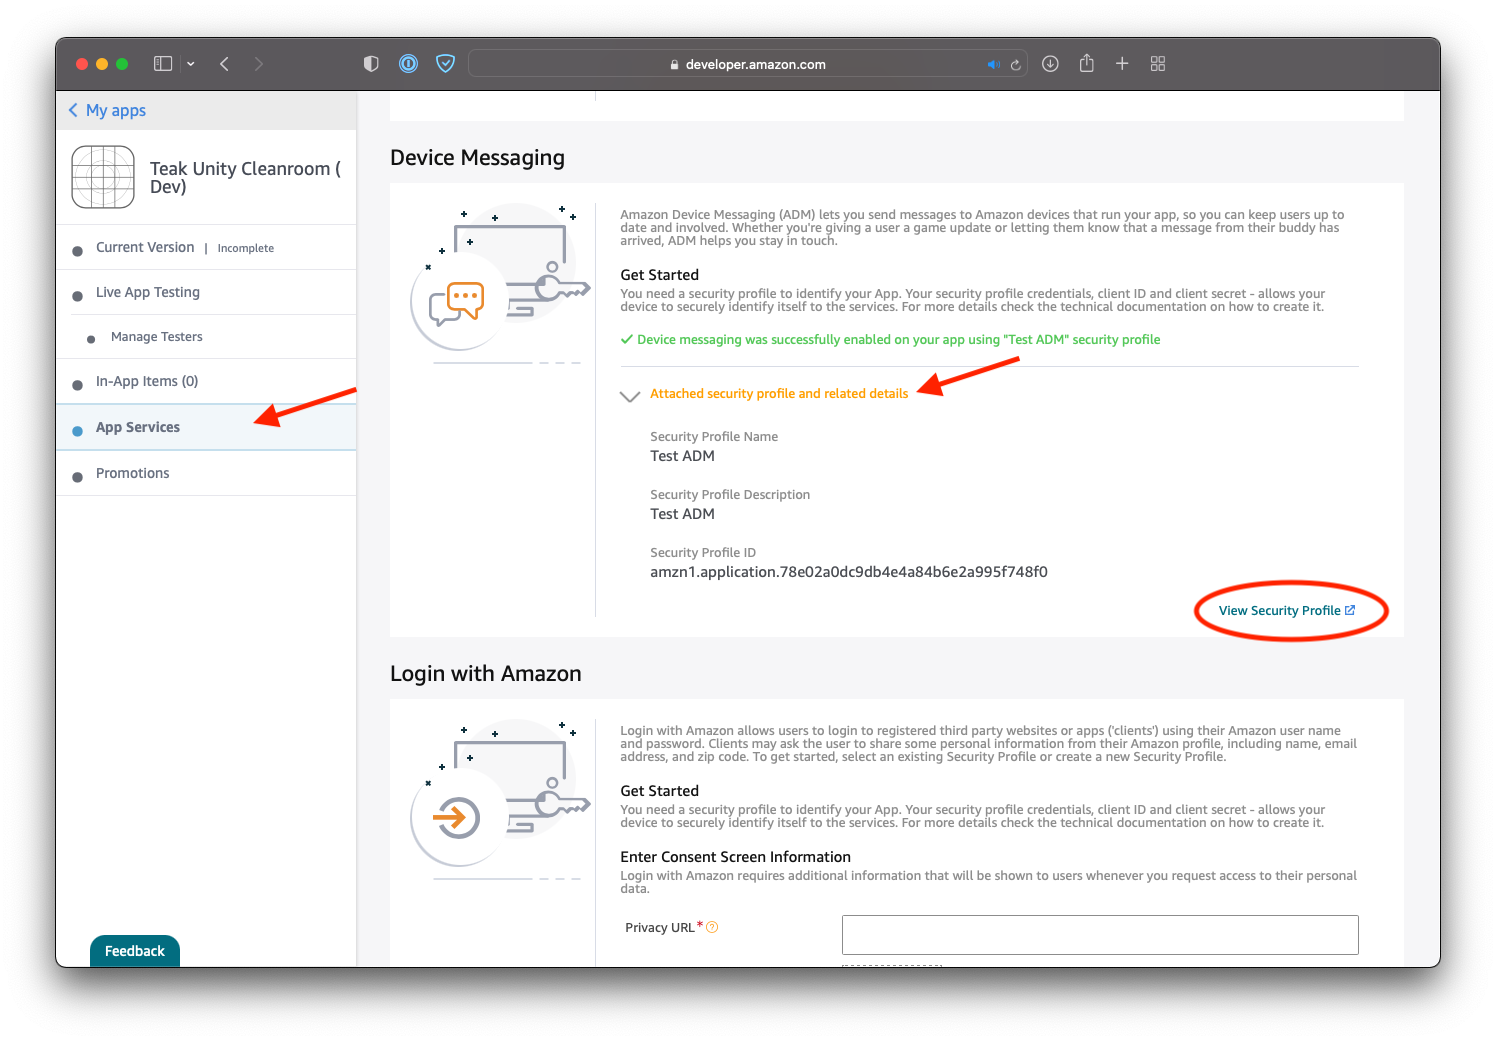 developer.amazon.com
My apps
Teak Unity Cleanroom (
Dev)
Current Version | Incomplete
Live App Testing
Manage Testers
In-App Items (0)
App Services
Promotions
Feedback
Device Messaging
Amazon Device Messaging (ADM) lets you send messages to Amazon devices that run your app, so you can keep users up to
date and involved. Whether you're giving a user a game update or letting them know that a message from their buddy has
arrived, ADM helps you stay in touch.
Get Started
You need a security profile to identify your App. Your security profile credentials, client ID and client secret - allows your
device to securely identify itself to the services. For more details check the technical documentation on how to create it.
Device messaging was successfully enabled on your app using "Test ADM" security profile
Attached security profile and related details
Security Profile Name
Test ADM
Security Profile Description
Test ADM
Security Profile ID
amzn1.application.78e02a0dc9db4e4a84b6e2a995f748f0
View Security Profile
Login with Amazon
Login with Amazon allows users to login to registered third party websites or apps ('clients') using their Amazon user name
and password. Clients may ask the user to share some personal information from their Amazon profile, including name, email
address, and zip code. To get started, select an existing Security Profile or create a new Security Profile.
Get Started
You need a security profile to identify your App. Your security profile credentials, client ID and client secret - allows your
device to securely identify itself to the services. For more details check the technical documentation on how to create it.
Enter Consent Screen Information
Login with Amazon requires additional information that will be shown to users whenever you request access to their personal
data.
Privacy URL*